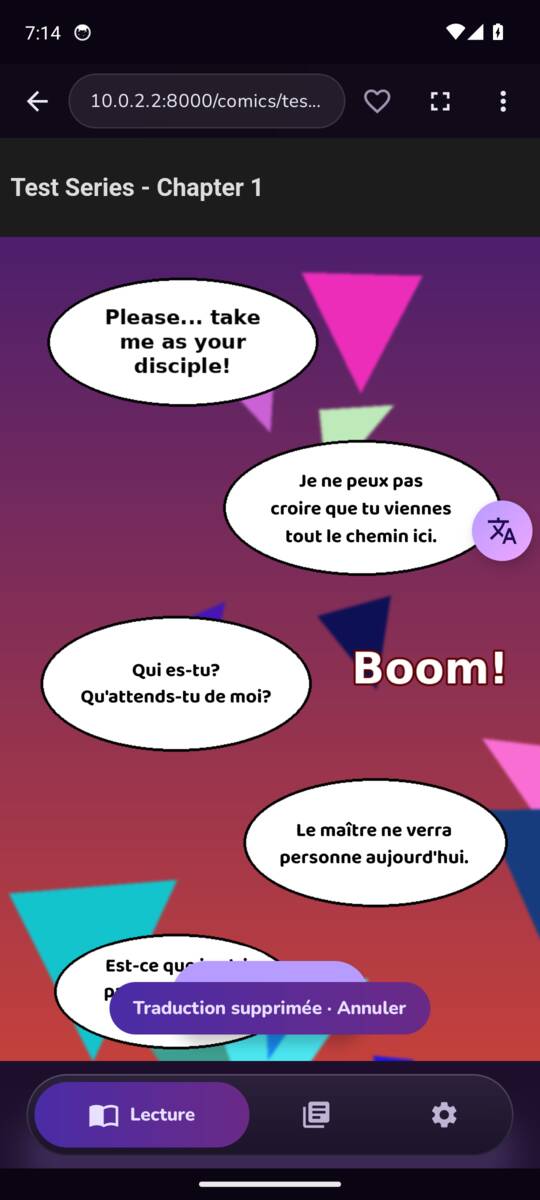 7:14
10.0.2.2:8000/comics/tes...
Test Series - Chapter 1
Please... take
me as your
disciple!
Je ne peux pas
croire que tu viennes
tout le chemin ici.
Qui es-tu?
Qu'attends-tu de moi?
Boom!
Le maître ne verra
personne aujourd'hui.
Est-ce que
Traduction supprimée · Annuler
Lecture